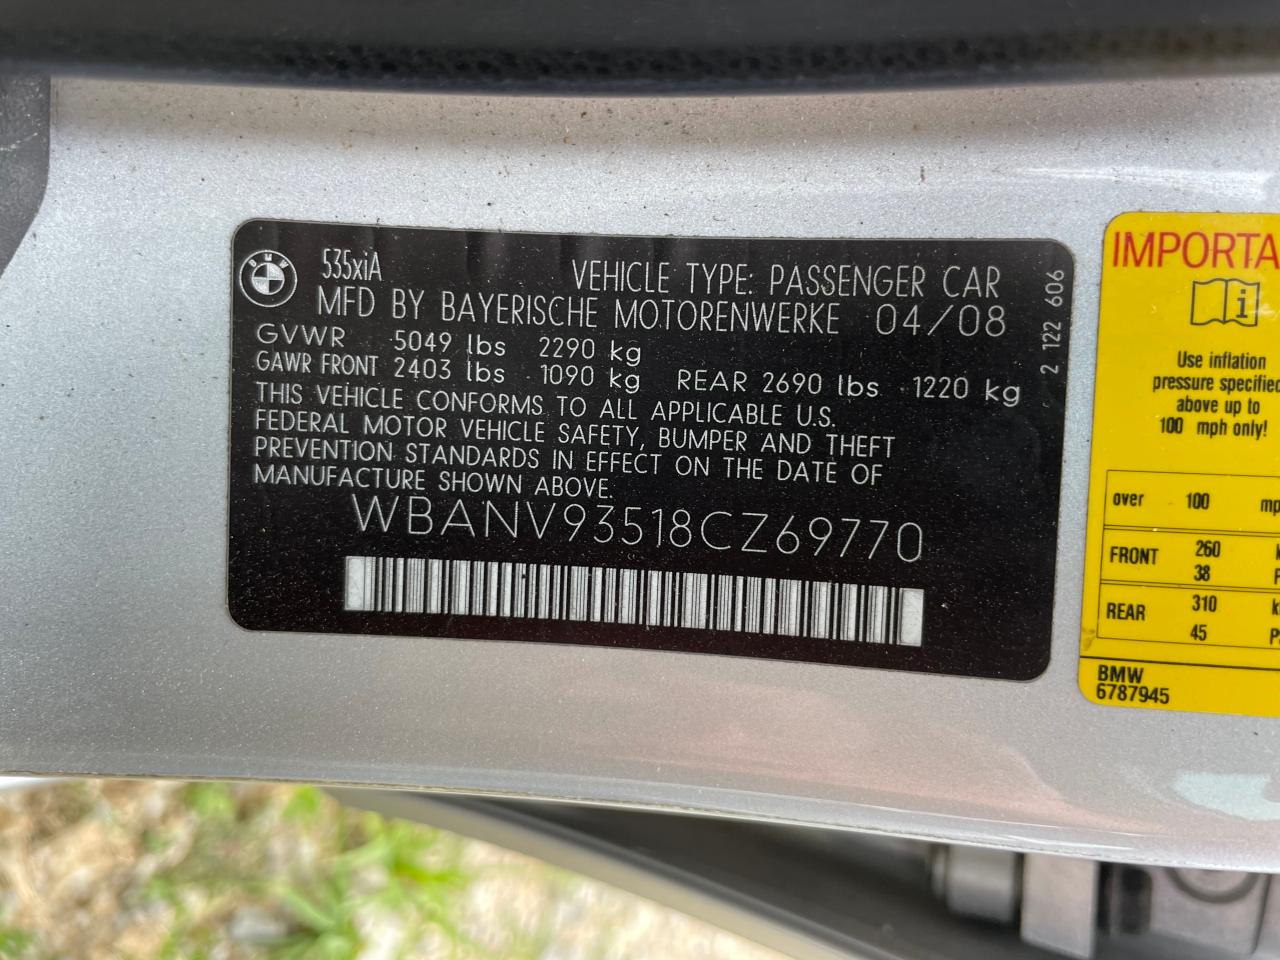 BMW
535xiA
VEHICLE TYPE: PASSENGER CAR
MFD BY BAYERISCHE MOTORENWERKE 04/08
GVWR 5049 lbs 2290 kg
GAWR FRONT 2403 lbs 1090 kg REAR 2690 lbs 1220 kg
THIS VEHICLE CONFORMS TO ALL APPLICABLE U.S.
FEDERAL MOTOR VEHICLE SAFETY, BUMPER AND THEFT
PREVENTION STANDARDS IN EFFECT ON THE DATE OF
MANUFACTURE SHOWN ABOVE.
WBANV93518CZ69770
2 122 606
IMPORTA
i
Use inflation
pressure specified
above up to
100 mph only!
over 100 mp
FRONT 260 k
38 P
REAR 310 k
45 P
BMW
6787945